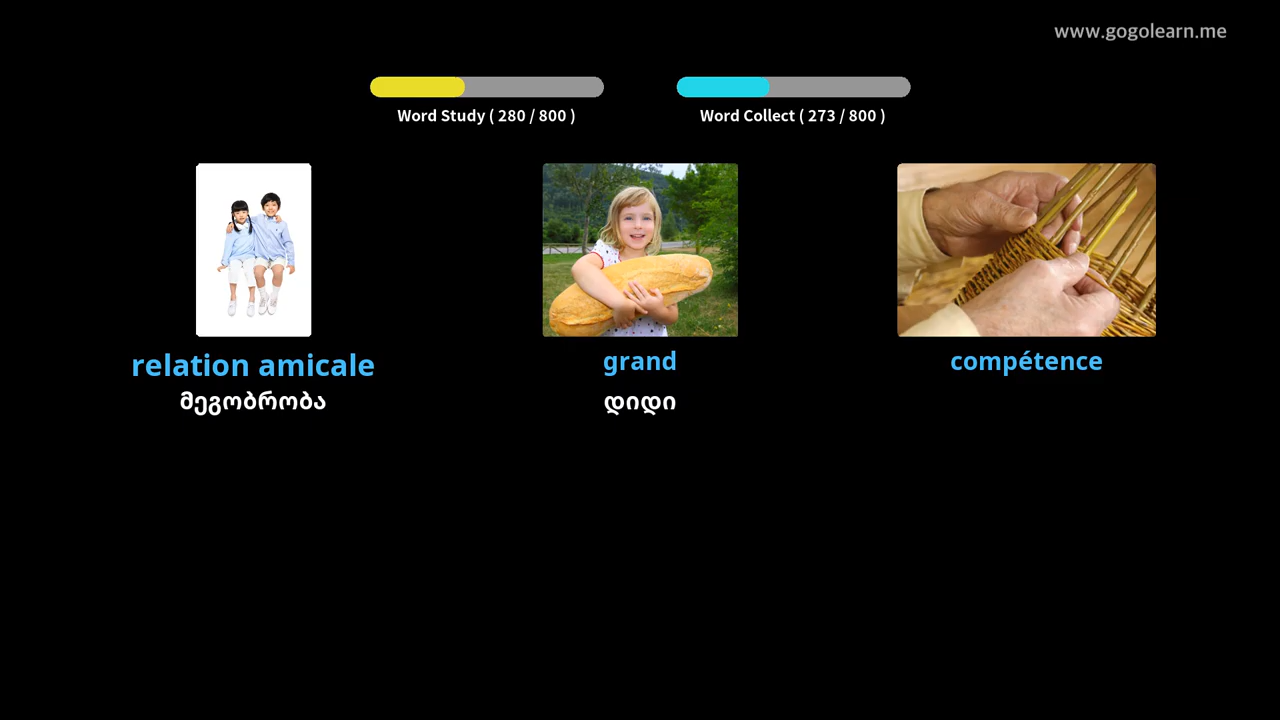 www.gogolearn.me
Word Study ( 280 / 800 )
Word Collect ( 273 / 800 )
relation amicale
grand
compétence
მეგობრობა
დიდი